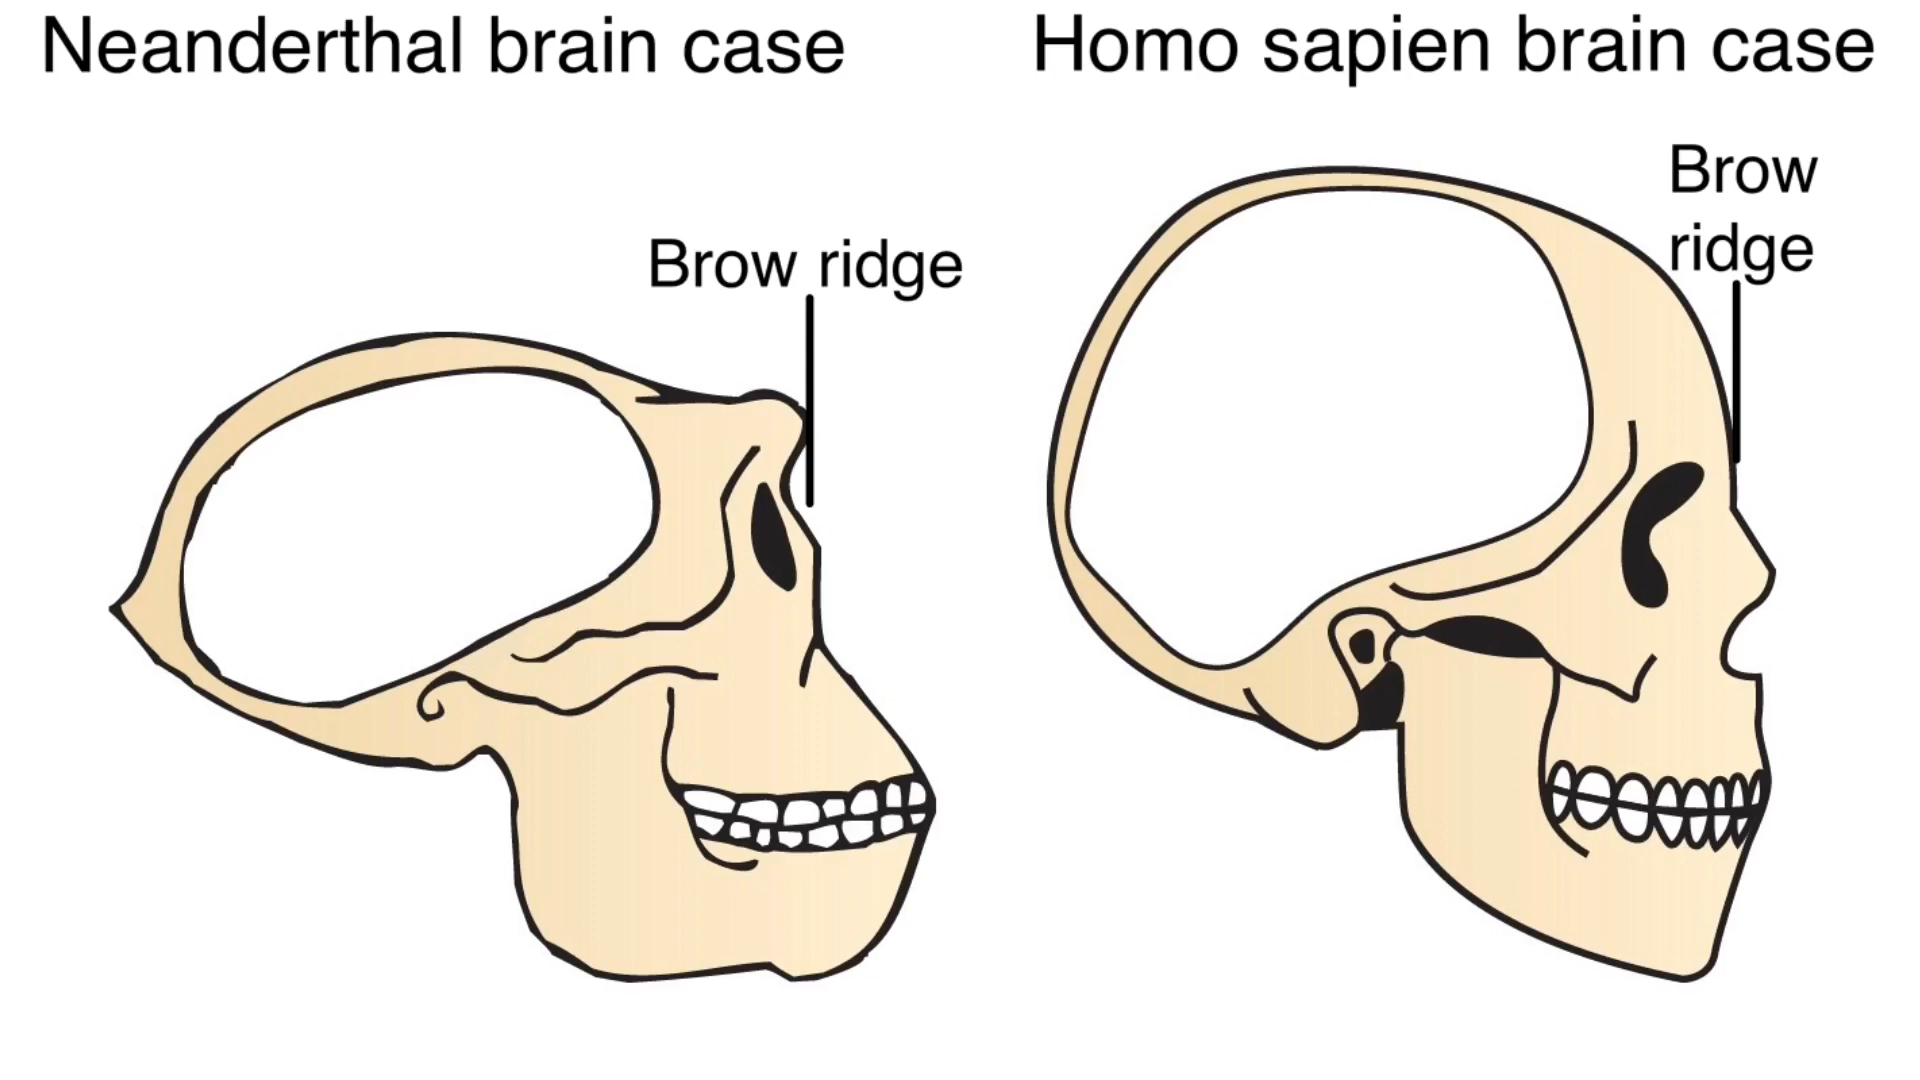 Neanderthal brain case
Homo sapien brain case
Brow ridge
Brow
ridge